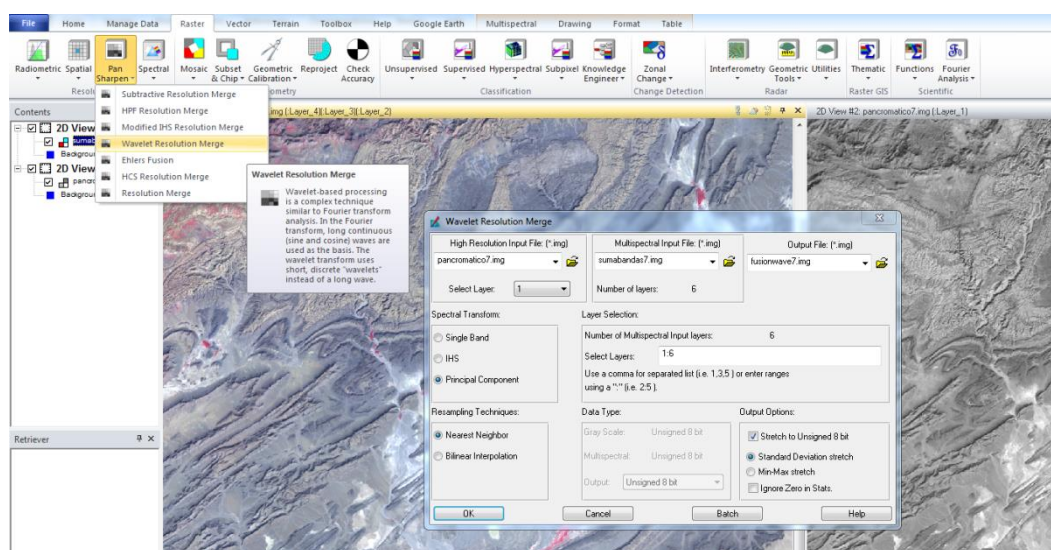 File Home Manage Data Raster Vector Terrain Toolbox Help Google Earth Multispectral Drawing Format Table
Radiometric Spatial Pan Sharpen Spectral Mosaic Subset & Chip Geometric Calibration Reproject Check Accuracy Unsupervised Supervised Hyperspectral Subpixel Knowledge Engineer Zonal Change Interferometry Geometric Tools Utilities Thematic Functions Fourier Analysis
Classification Change Detection Radar Raster GIS Scientific
Subtractive Resolution Merge
HPF Resolution Merge
Modified IHS Resolution Merge
Wavelet Resolution Merge
Ehlers Fusion
HCS Resolution Merge
Resolution Merge
Contents
2D View
Backgrou
2D View
Backgrou
.img (:Layer_4)(:Layer_3)(:Layer_2)
2D View #2: pancromatico7.img (:Layer_1)
Wavelet Resolution Merge
Wavelet-based processing
is a complex technique
similar to Fourier transform
analysis. In the Fourier
transform, long continuous
(sine and cosine) waves are
used as the basis. The
wavelet transform uses
short, discrete "wavelets"
instead of a long wave.
Wavelet Resolution Merge
High Resolution Input File: (*.img) Multispectral Input File: (*.img) Output File: (*.img)
pancromatico7.img sumabandas7.img fusionwave7.img
Select Layer: 1 Number of layers: 6
Spectral Transform: Layer Selection:
Single Band Number of Multispectral Input layers: 6
IHS Select Layers: 1:6
Principal Component Use a comma for separated list (i.e. 1,3,5 ) or enter ranges
using a ":" (i.e. 2:5 ).
Resampling Techniques: Data Type: Output Options:
Nearest Neighbor Gray Scale: Unsigned 8 bit Stretch to Unsigned 8 bit
Bilinear Interpolation Multispectral: Unsigned 8 bit Standard Deviation stretch
Min-Max stretch
Output: Unsigned 8 bit Ignore Zero in Stats.
OK Cancel Batch Help
Retriever